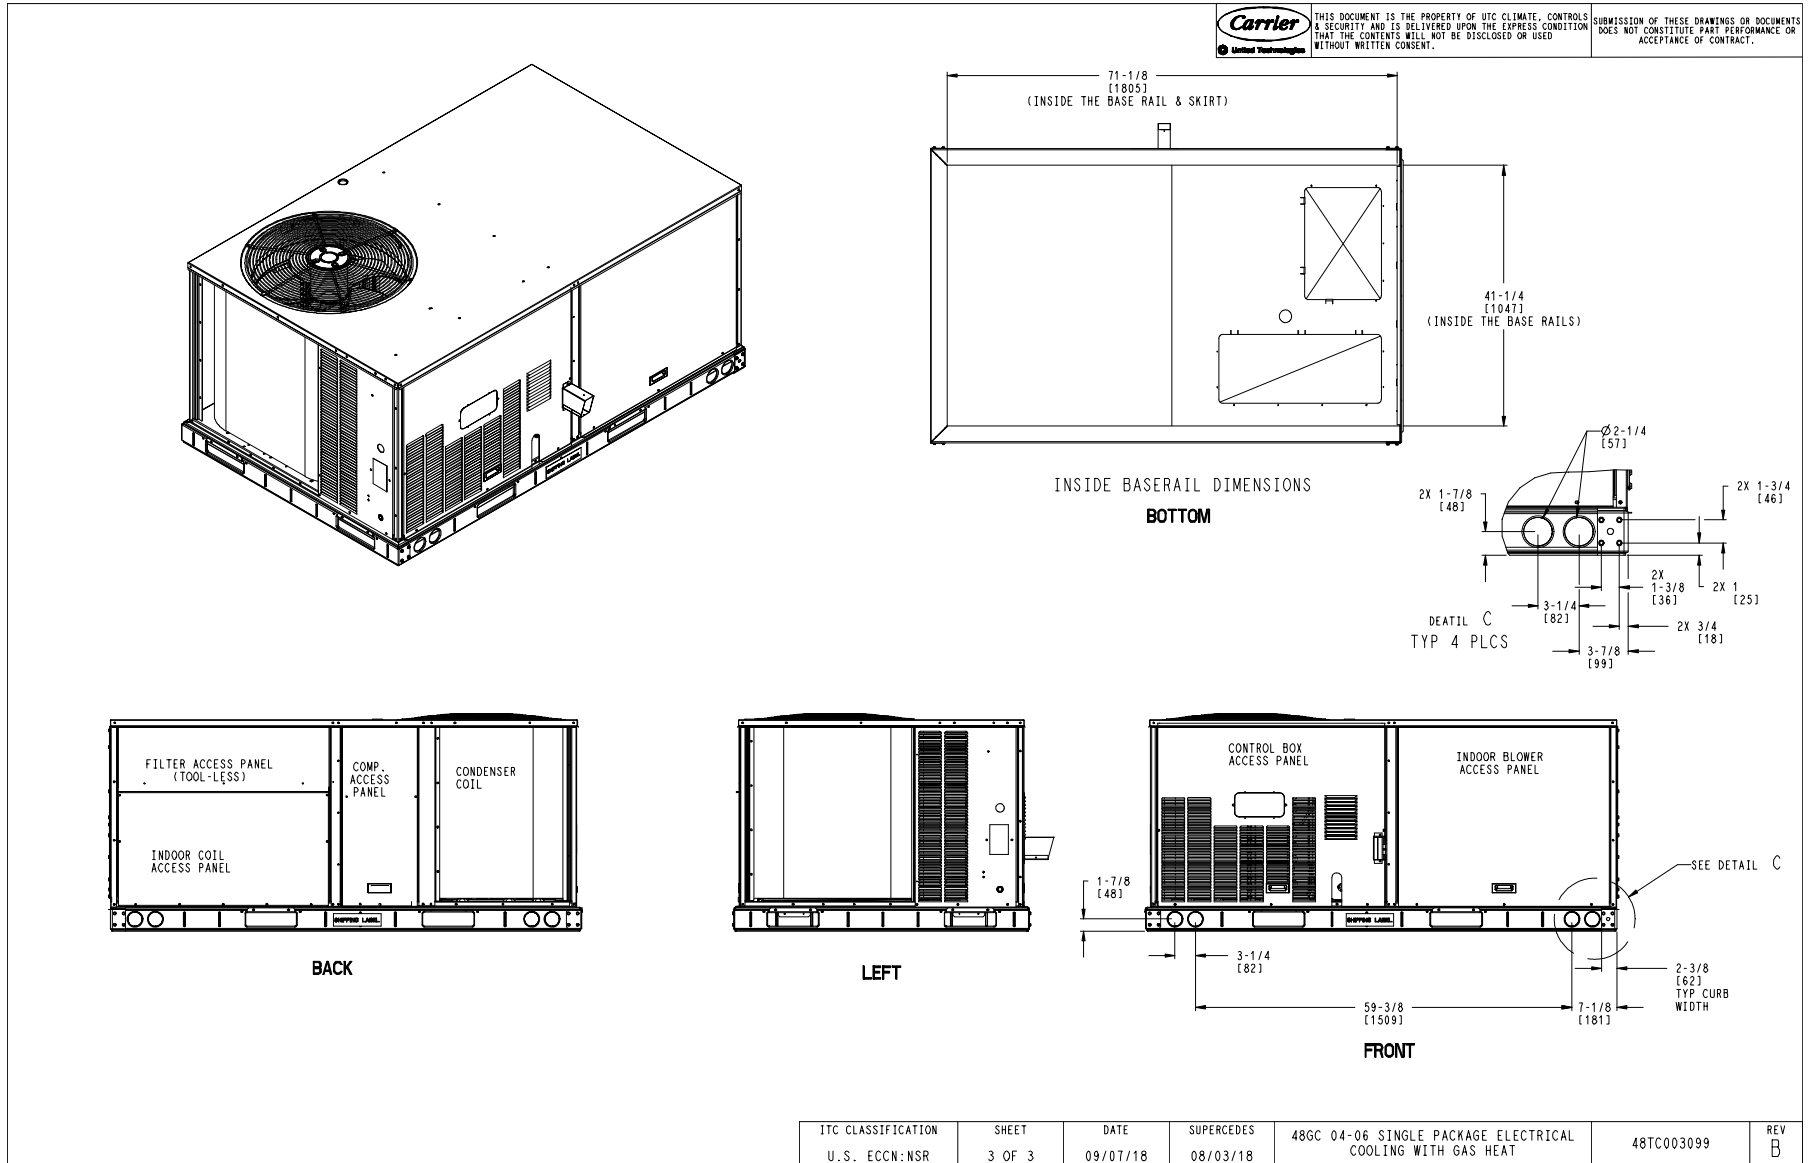 Carrier
United Technologies
THIS DOCUMENT IS THE PROPERTY OF UTC CLIMATE, CONTROLS
& SECURITY AND IS DELIVERED UPON THE EXPRESS CONDITION
THAT THE CONTENTS WILL NOT BE DISCLOSED OR USED
WITHOUT WRITTEN CONSENT.
SUBMISSION OF THESE DRAWINGS OR DOCUMENTS
DOES NOT CONSTITUTE PART PERFORMANCE OR
ACCEPTANCE OF CONTRACT.
71-1/8
[1805]
(INSIDE THE BASE RAIL & SKIRT)
41-1/4
[1047]
(INSIDE THE BASE RAILS)
SHIPPING LABEL
INSIDE BASERAIL DIMENSIONS
BOTTOM
Ø2-1/4
[57]
2X 1-7/8
[48]
2X 1-3/4
[46]
2X
1-3/8
[36]
2X 1
[25]
3-1/4
[82]
2X 3/4
[18]
3-7/8
[99]
DEATIL C
TYP 4 PLCS
FILTER ACCESS PANEL
(TOOL-LESS)
COMP.
ACCESS
PANEL
CONDENSER
COIL
INDOOR COIL
ACCESS PANEL
SHIPPING LABEL
BACK
LEFT
CONTROL BOX
ACCESS PANEL
INDOOR BLOWER
ACCESS PANEL
SEE DETAIL C
1-7/8
[48]
SHIPPING LABEL
3-1/4
[82]
2-3/8
[62]
TYP CURB
WIDTH
59-3/8
[1509]
7-1/8
[181]
FRONT
ITC CLASSIFICATION
U.S. ECCN:NSR
SHEET
3 OF 3
DATE
09/07/18
SUPERCEDES
08/03/18
48GC 04-06 SINGLE PACKAGE ELECTRICAL
COOLING WITH GAS HEAT
48TC003099
REV
B